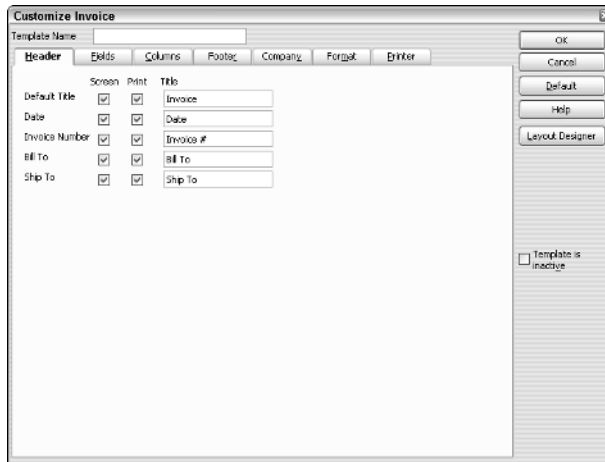 Customize Invoice
Template Name
OK
Cancel
Default
Help
Layout Designer
Template is
inactive
Header Fields Columns Footer Company Format Printer
Screen Print Title
Default Title Invoice
Date Date
Invoice Number Invoice #
Bill To Bill To
Ship To Ship To